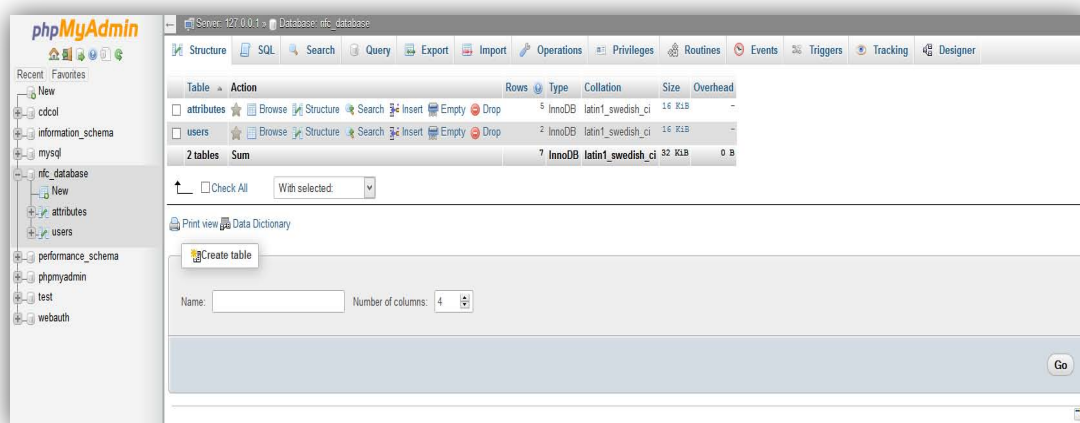 phpMyAdmin
Recent Favorites
New
cdcol
information_schema
mysql
nfc_database
New
attributes
users
performance_schema
phpmyadmin
test
webauth
Server: 127.0.0.1 » Database: nfc_database
Structure SQL Search Query Export Import Operations Privileges Routines Events Triggers Tracking Designer
Table Action Rows Type Collation Size Overhead
attributes Browse Structure Search Insert Empty Drop 5 InnoDB latin1_swedish_ci 16 KiB -
users Browse Structure Search Insert Empty Drop 2 InnoDB latin1_swedish_ci 16 KiB -
2 tables Sum 7 InnoDB latin1_swedish_ci 32 KiB 0 B
Check All With selected:
Print view Data Dictionary
Create table
Name: Number of columns: 4
Go